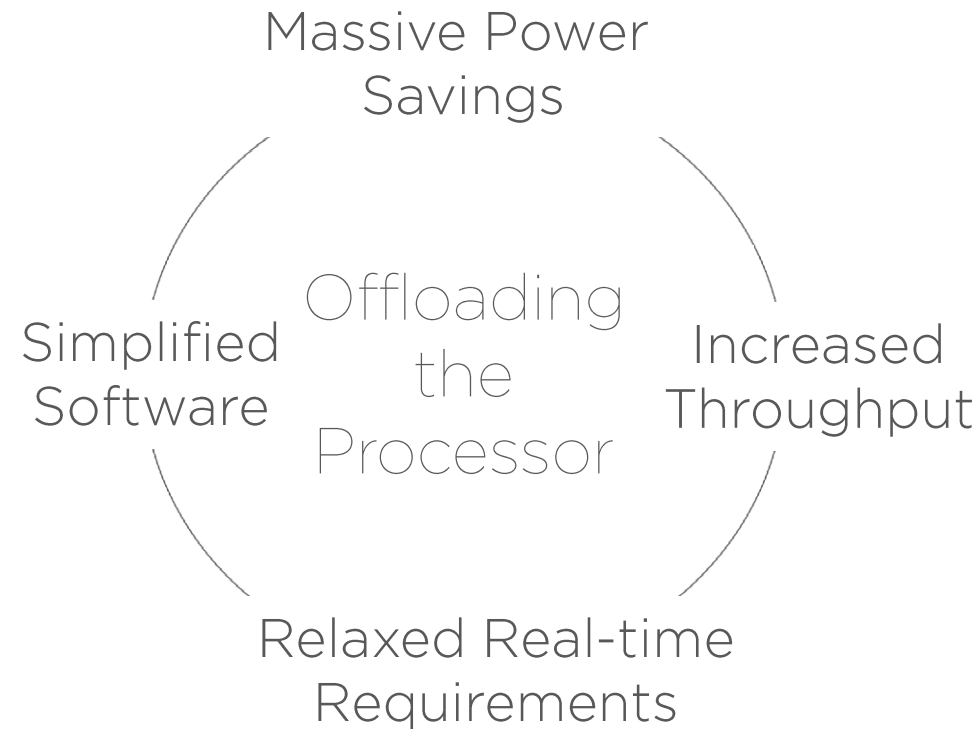 Massive Power
Savings
Offloading
the
Processor
Simplified
Software
Increased
Throughput
Relaxed Real-time
Requirements